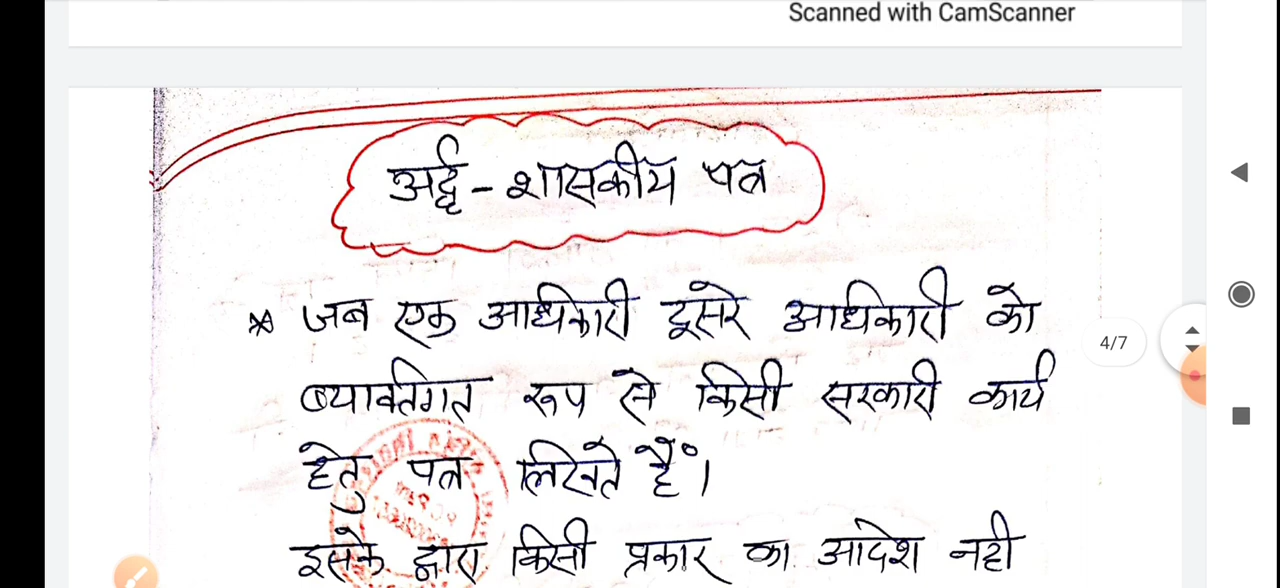 Scanned with CamScanner
अर्द्ध - शासकीय पत्र
* जब एक अधिकारी दूसरे अधिकारी को
व्यक्तिगत रूप से किसी सरकारी कार्य
हेतु पत्र लिखते हैं।
इसके द्वारा किसी प्रकार का आदेश नही
4/7